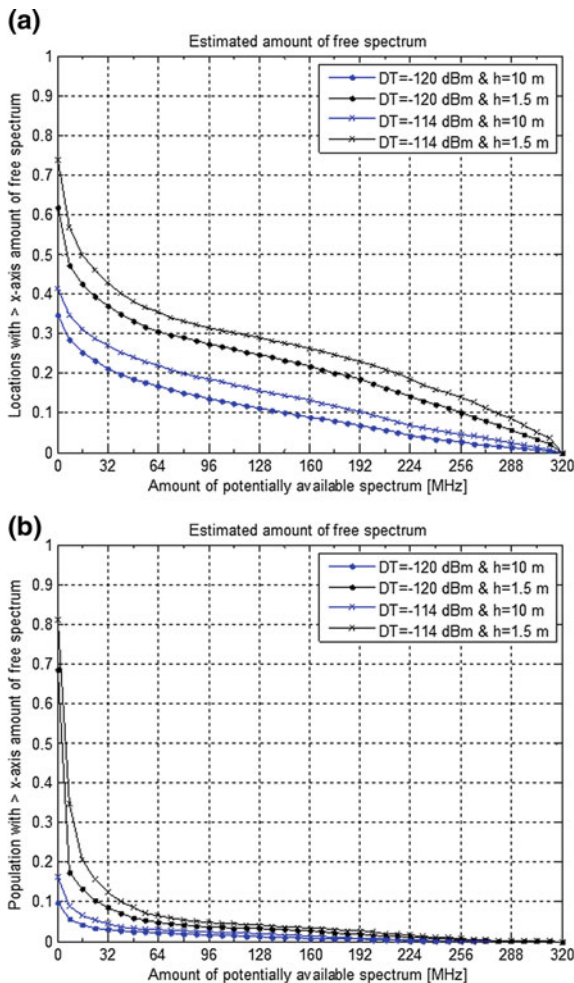 (a)
Estimated amount of free spectrum
DT=-120 dBm & h=10 m
DT=-120 dBm & h=1.5 m
DT=-114 dBm & h=10 m
DT=-114 dBm & h=1.5 m
Locations with > x-axis amount of free spectrum
1
0.9
0.8
0.7
0.6
0.5
0.4
0.3
0.2
0.1
0
0 32 64 96 128 160 192 224 256 288 320
Amount of potentially available spectrum [MHz]
(b)
Estimated amount of free spectrum
DT=-120 dBm & h=10 m
DT=-120 dBm & h=1.5 m
DT=-114 dBm & h=10 m
DT=-114 dBm & h=1.5 m
Population with > x-axis amount of free spectrum
1
0.9
0.8
0.7
0.6
0.5
0.4
0.3
0.2
0.1
0
0 32 64 96 128 160 192 224 256 288 320
Amount of potentially available spectrum [MHz]